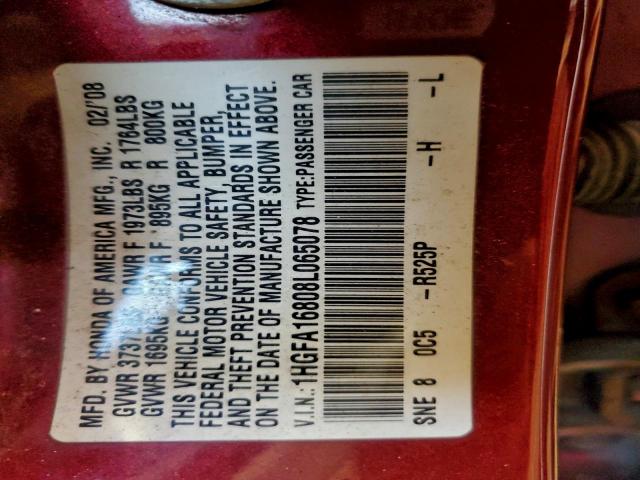 MFD. BY HONDA OF AMERICA MFG., INC. 02/'08
GVWR 3737LBS GAWR F 1973LBS R 1764LBS
GVWR 1695KG GAWR F 895KG R 800KG
THIS VEHICLE CONFORMS TO ALL APPLICABLE
FEDERAL MOTOR VEHICLE SAFETY, BUMPER,
AND THEFT PREVENTION STANDARDS IN EFFECT
ON THE DATE OF MANUFACTURE SHOWN ABOVE.
V.I.N.: 1HGFA16808L065078 TYPE:PASSENGER CAR
SNE 8 0C5 -R525P -H -L